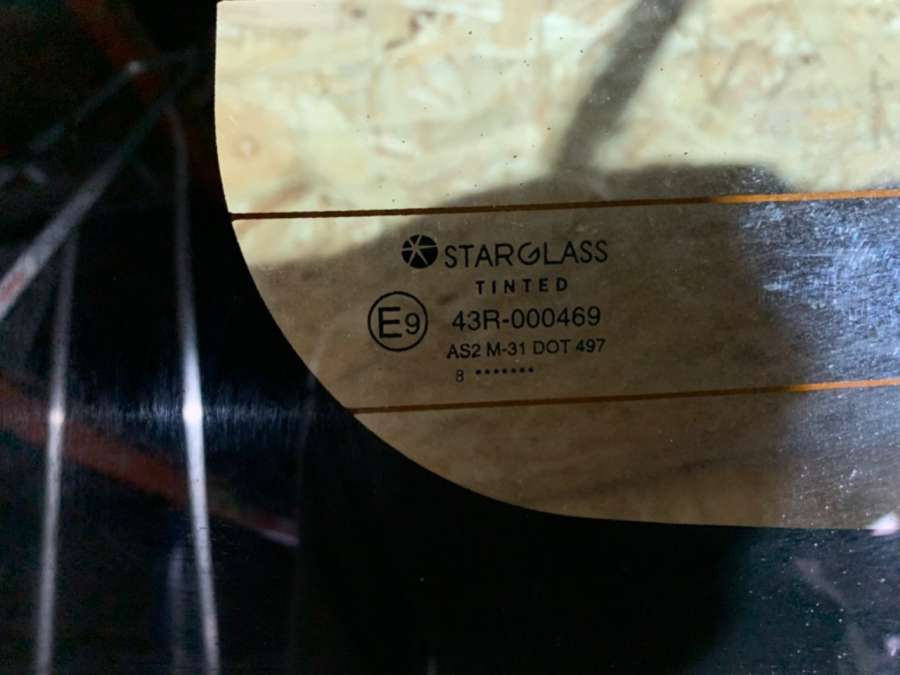 STARGLASS
TINTED
E9
43R-000469
AS2 M-31 DOT 497
8 •••••••